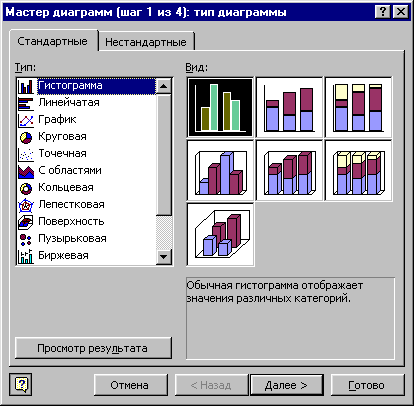 Мастер диаграмм (шаг 1 из 4): тип диаграммы
Стандартные Нестандартные
Тип:
Гистограмма
Линейчатая
График
Круговая
Точечная
С областями
Кольцевая
Лепестковая
Поверхность
Пузырьковая
Биржевая
Вид:
Обычная гистограмма отображает
значения различных категорий.
Просмотр результата
Отмена < Назад Далее > Готово